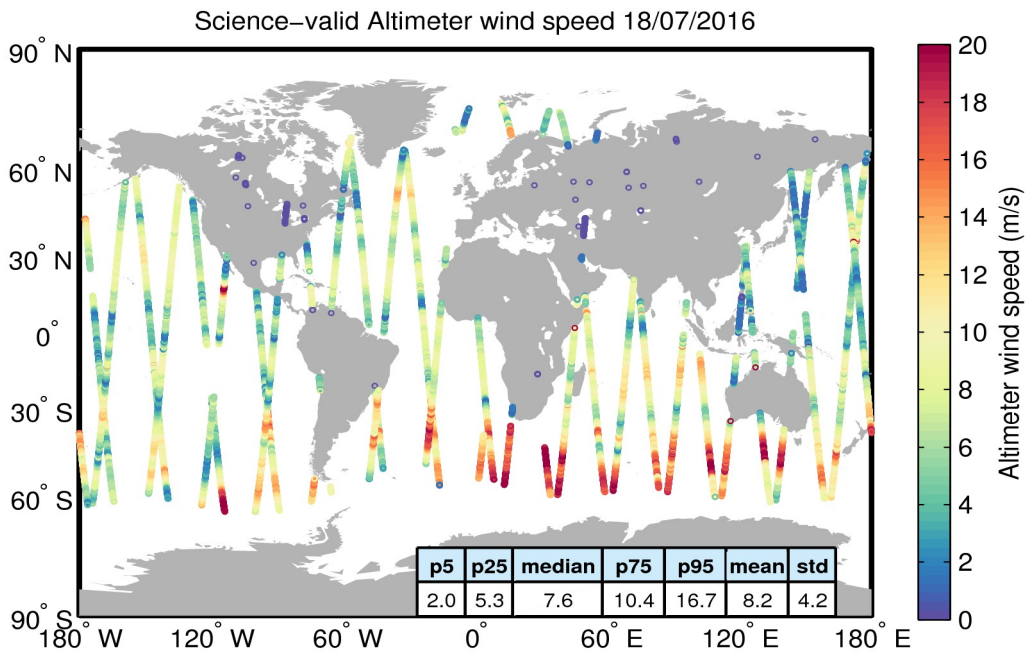 Science−valid Altimeter wind speed 18/07/2016
90° N
60° N
30° N
0°
30° S
60° S
90° S
180° W
120° W
60° W
0°
60° E
120° E
180° E
p5 p25 median p75 p95 mean std
2.0 5.3 7.6 10.4 16.7 8.2 4.2
20
18
16
14
12
10
8
6
4
2
0
Altimeter wind speed (m/s)